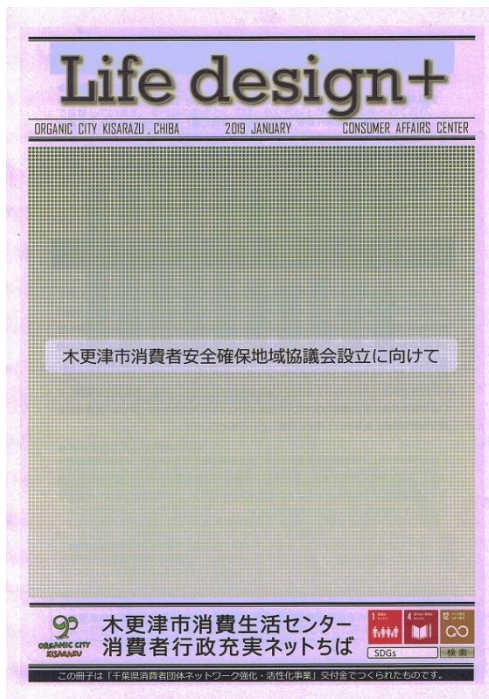 Life design+
ORGANIC CITY KISARAZU, CHIBA 2019 JANUARY CONSUMER AFFAIRS CENTER
木更津市消費者安全確保地域協議会設立に向けて
ORGANIC CITY
KISARAZU
木更津市消費生活センター
消費者行政充実ネットちば
1
4
12
SDGs 検索
この冊子は「千葉県消費者団体ネットワーク強化・活性化事業」交付金でつくられたものです。